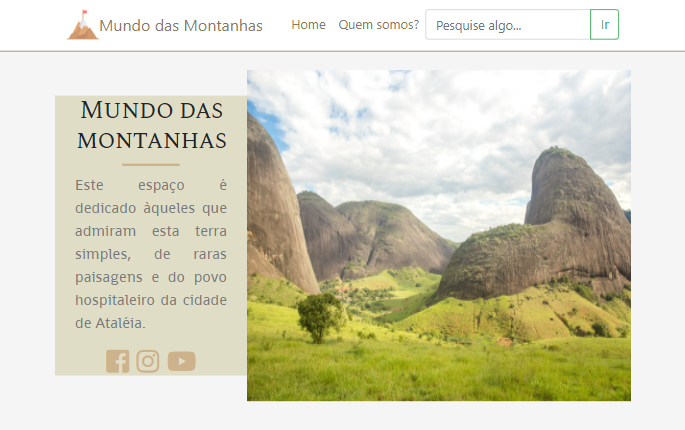 Mundo das Montanhas
Home
Quem somos?
Pesquise algo...
Ir
Mundo das
montanhas
Este espaço é
dedicado àqueles que
admiram esta terra
simples, de raras
paisagens e do povo
hospitaleiro da cidade
de Ataléia.